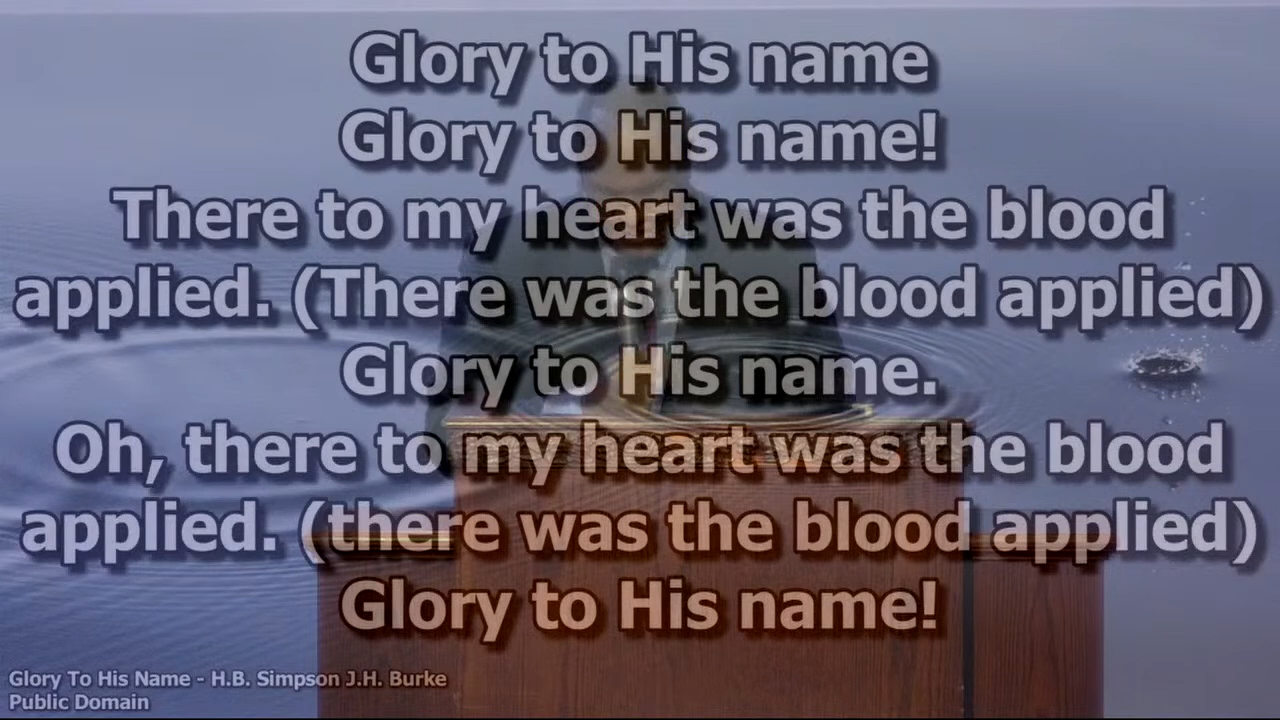 Glory to His name
Glory to His name!
There to my heart was the blood
applied. (There was the blood applied)
Glory to His name.
Oh, there to my heart was the blood
applied. (there was the blood applied)
Glory to His name!
Glory To His Name - H.B. Simpson J.H. Burke
Public Domain